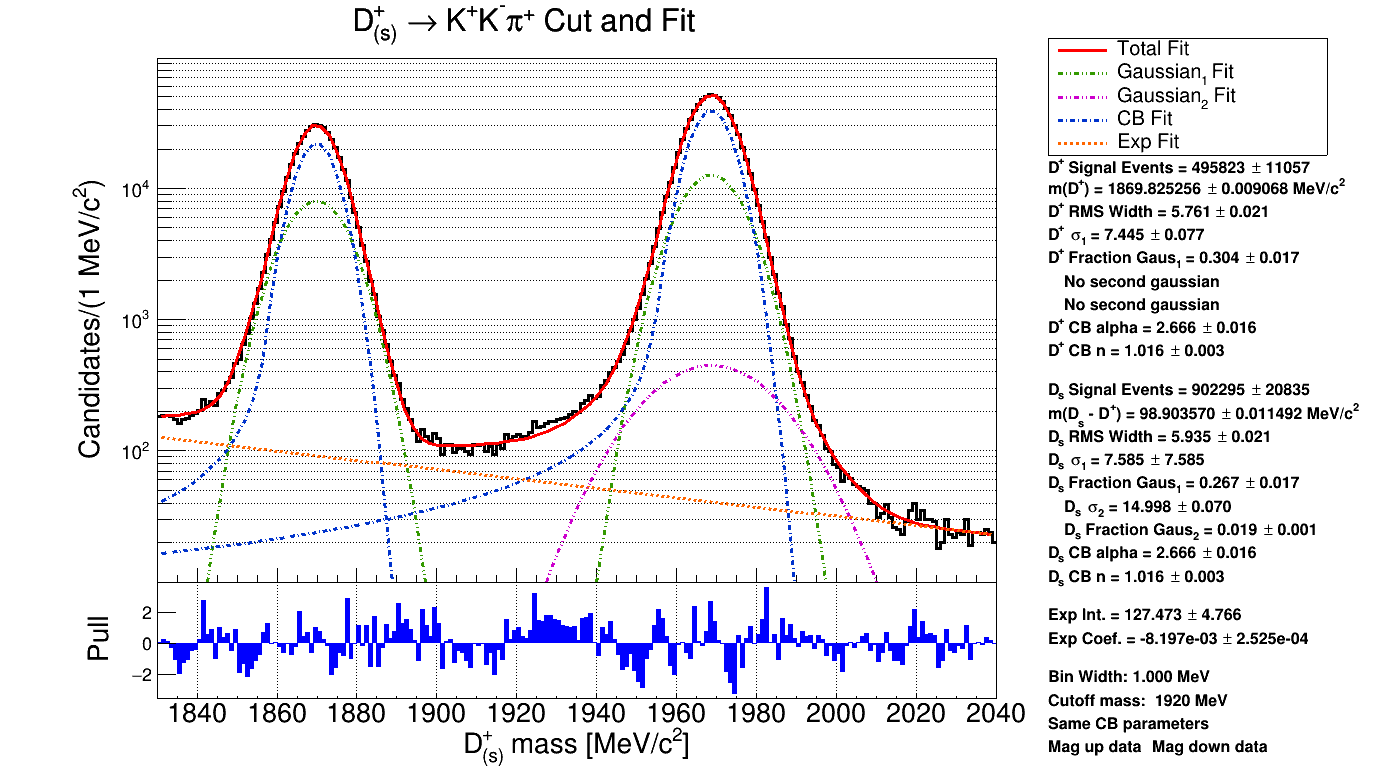 D⁺₍ₛ₎ → K⁺K⁻π⁺ Cut and Fit
Total Fit
Gaussian₁ Fit
Gaussian₂ Fit
CB Fit
Exp Fit
D⁺ Signal Events = 495823 ± 11057
m(D⁺) = 1869.825256 ± 0.009068 MeV/c²
D⁺ RMS Width = 5.761 ± 0.021
D⁺ σ₁ = 7.445 ± 0.077
D⁺ Fraction Gaus₁ = 0.304 ± 0.017
No second gaussian
No second gaussian
D⁺ CB alpha = 2.666 ± 0.016
D⁺ CB n = 1.016 ± 0.003
Dₛ Signal Events = 902295 ± 20835
m(Dₛ - D⁺) = 98.903570 ± 0.011492 MeV/c²
Dₛ RMS Width = 5.935 ± 0.021
Dₛ σ₁ = 7.585 ± 7.585
Dₛ Fraction Gaus₁ = 0.267 ± 0.017
Dₛ σ₂ = 14.998 ± 0.070
Dₛ Fraction Gaus₂ = 0.019 ± 0.001
Dₛ CB alpha = 2.666 ± 0.016
Dₛ CB n = 1.016 ± 0.003
Exp Int. = 127.473 ± 4.766
Exp Coef. = -8.197e-03 ± 2.525e-04
Bin Width: 1.000 MeV
Cutoff mass: 1920 MeV
Same CB parameters
Mag up data Mag down data
Candidates/(1 MeV/c²)
10⁴
10³
10²
Pull
2
0
−2
1840 1860 1880 1900 1920 1940 1960 1980 2000 2020 2040
D⁺₍ₛ₎ mass [MeV/c²]